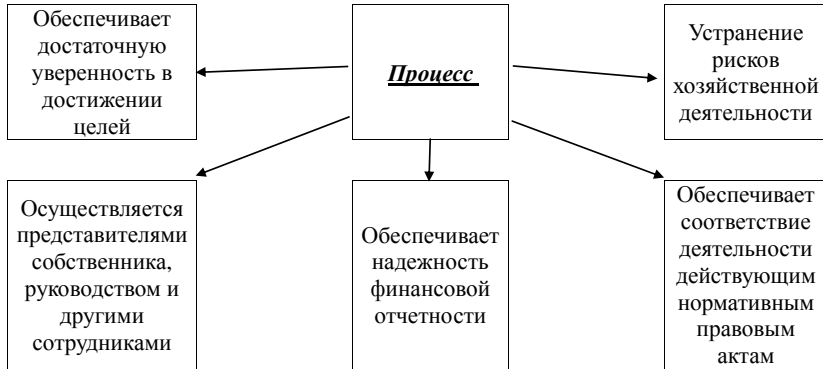 Обеспечивает
достаточную
уверенность в
достижении
целей
Процесс
Устранение
рисков
хозяйственной
деятельности
Осуществляется
представителями
собственника,
руководством и
другими
сотрудниками
Обеспечивает
надежность
финансовой
отчетности
Обеспечивает
соответствие
деятельности
действующим
нормативным
правовым
актам